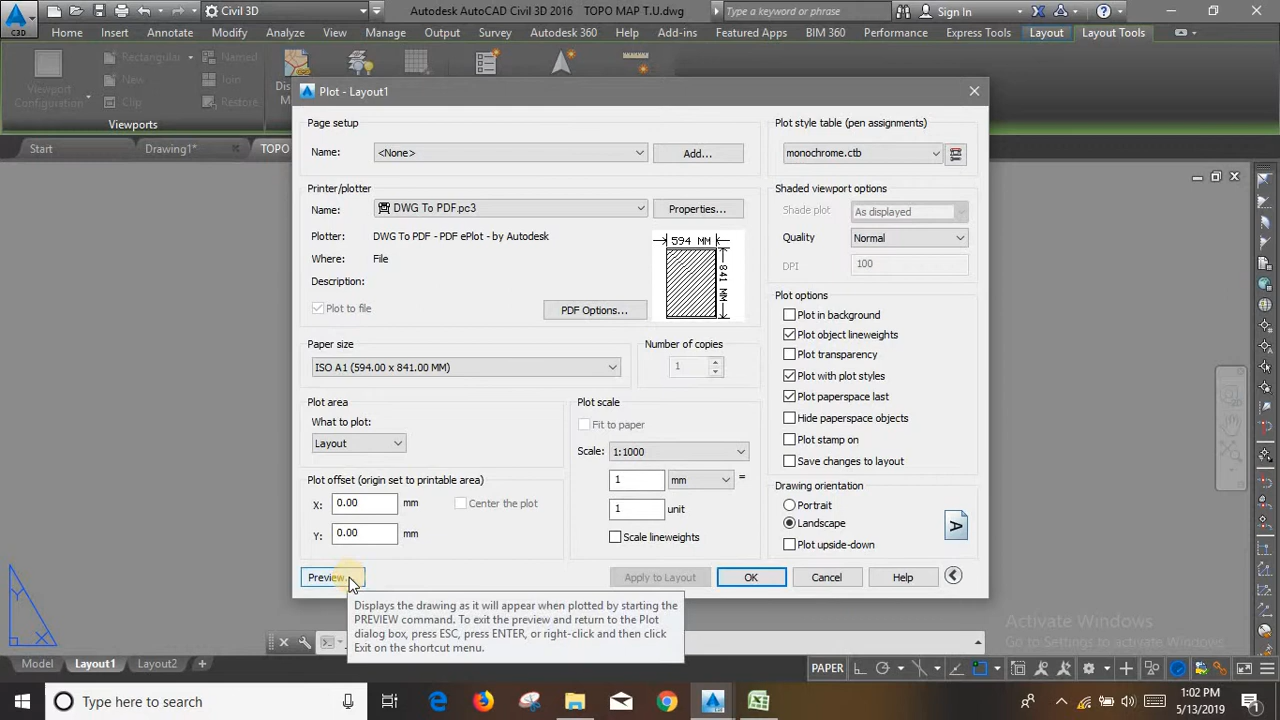 C3D
Civil 3D
Autodesk AutoCAD Civil 3D 2016
TOPO MAP T.U.dwg
Type a keyword or phrase
Sign In
Home Insert Annotate Modify Analyze View Manage Output Survey Autodesk 360 Help Add-ins Featured Apps BIM 360 Performance Express Tools Layout Layout Tools
Viewport
Configuration
Rectangular
New
Clip
Named
Join
Restore
Viewports
Start
Drawing1*
TOPO
Plot - Layout1
Page setup
Name:
<None>
Add...
Printer/plotter
Name:
DWG To PDF.pc3
Properties...
Plotter:
DWG To PDF - PDF ePlot - by Autodesk
Where:
File
Description:
Plot to file
PDF Options...
594 MM
841 MM
Paper size
ISO A1 (594.00 x 841.00 MM)
Number of copies
1
Plot area
What to plot:
Layout
Plot offset (origin set to printable area)
X:
0.00
mm
Center the plot
Y:
0.00
mm
Plot scale
Fit to paper
Scale:
1:1000
1
mm
=
1
unit
Scale lineweights
Plot style table (pen assignments)
monochrome.ctb
Shaded viewport options
Shade plot
As displayed
Quality
Normal
DPI
100
Plot options
Plot in background
Plot object lineweights
Plot transparency
Plot with plot styles
Plot paperspace last
Hide paperspace objects
Plot stamp on
Save changes to layout
Drawing orientation
Portrait
Landscape
Plot upside-down
A
Preview...
Apply to Layout
OK
Cancel
Help
Displays the drawing as it will appear when plotted by starting the
PREVIEW command. To exit the preview and return to the Plot
dialog box, press ESC, press ENTER, or right-click and then click
Exit on the shortcut menu.
Y
X
Activate Windows
Go to Settings to activate Windows.
Model
Layout1
Layout2
+
PAPER
Type here to search
1:02 PM
5/13/2019
1